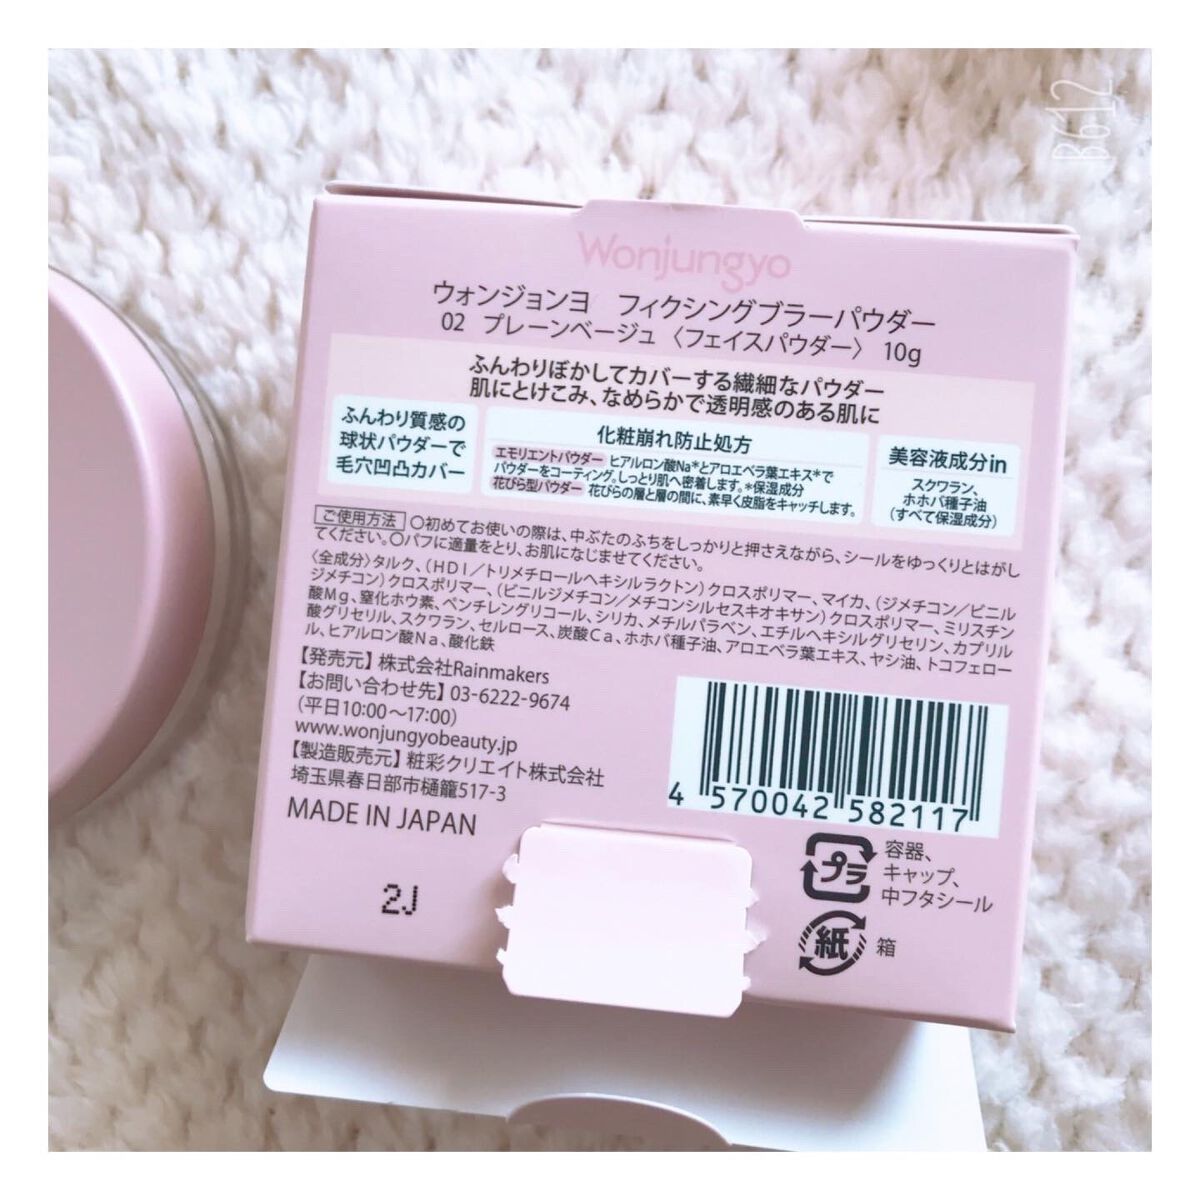 B612
Wonjungyo
ウォンジョンヨ　フィクシングブラーパウダー
02　プレーンベージュ〈フェイスパウダー〉 10g
ふんわりぼかしてカバーする繊細なパウダー
肌にとけこみ、なめらかで透明感のある肌に
ふんわり質感の
球状パウダーで
毛穴凹凸カバー
化粧崩れ防止処方
エモリエントパウダー ヒアルロン酸Na*とアロエベラ葉エキス*で
パウダーをコーティング。しっとり肌へ密着します。*保湿成分
花びら型パウダー 花びらの層と層の間に、素早く皮脂をキャッチします。
美容液成分in
スクワラン、
ホホバ種子油
(すべて保湿成分)
ご使用方法 〇初めてお使いの際は、中ぶたのふちをしっかりと押さえながら、シールをゆっくりとはがし
てください。〇パフに適量をとり、お肌になじませてください。
〈全成分〉タルク、(HDI／トリメチロールヘキシルラクトン)クロスポリマー、マイカ、(ジメチコン／ビニル
ジメチコン)クロスポリマー、(ビニルジメチコン／メチコンシルセスキオキサン)クロスポリマー、ミリスチン
酸Mg、窒化ホウ素、ペンチレングリコール、シリカ、メチルパラベン、エチルヘキシルグリセリン、カプリル
酸グリセリル、スクワラン、セルロース、炭酸Ca、ホホバ種子油、アロエベラ葉エキス、ヤシ油、トコフェロー
ル、ヒアルロン酸Na、酸化鉄
【発売元】株式会社Rainmakers
【お問い合わせ先】03-6222-9674
(平日10:00～17:00)
www.wonjungyobeauty.jp
【製造販売元】粧彩クリエイト株式会社
埼玉県春日部市樋籠517-3
MADE IN JAPAN
4 570042 582117
2J
プラ
容器、
キャップ、
中フタシール
紙
箱